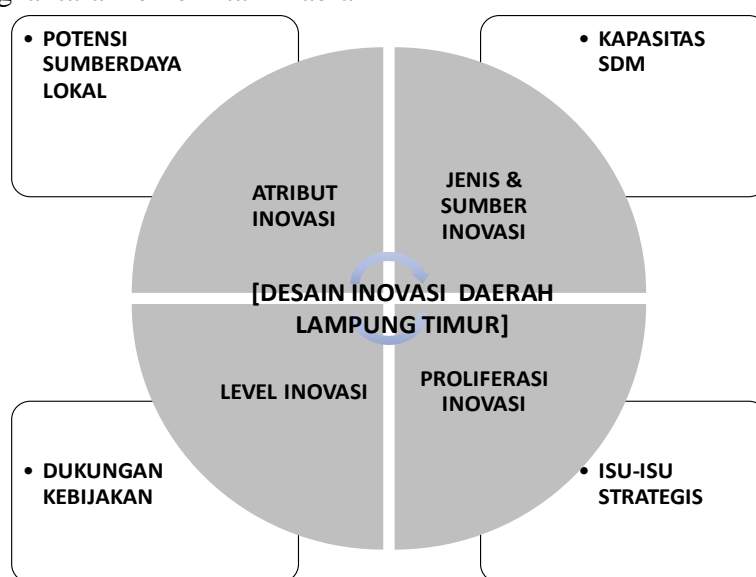 • POTENSI
SUMBERDAYA
LOKAL
• KAPASITAS
SDM
ATRIBUT
INOVASI
JENIS &
SUMBER
INOVASI
[DESAIN INOVASI DAERAH
LAMPUNG TIMUR]
LEVEL INOVASI
PROLIFERASI
INOVASI
• DUKUNGAN
KEBIJAKAN
• ISU-ISU
STRATEGIS